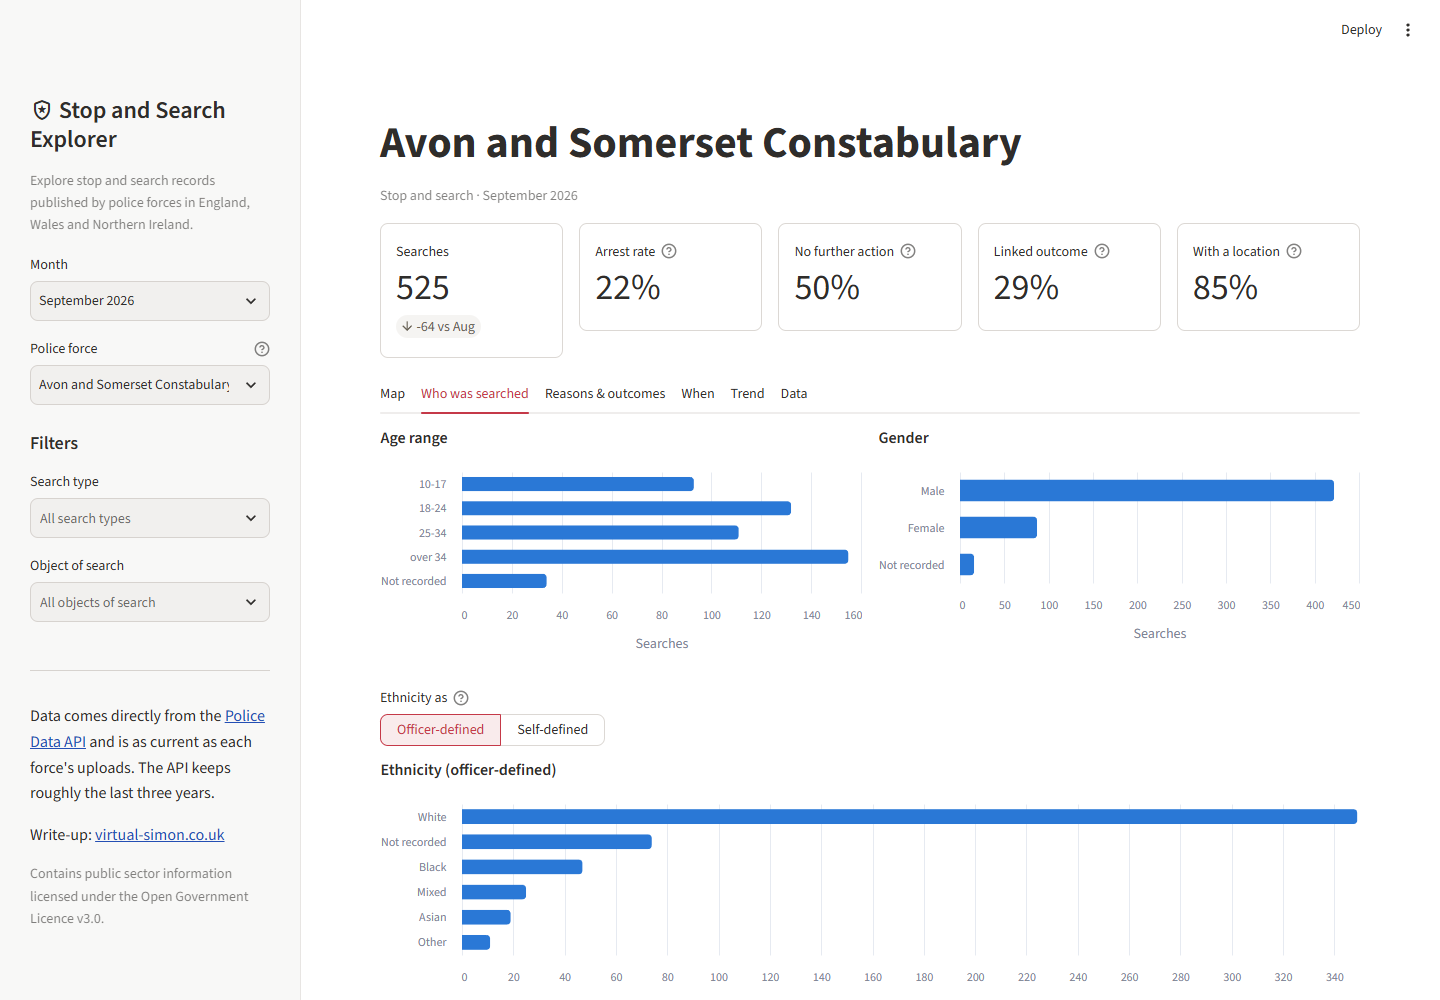 Deploy
Stop and Search
Explorer
Explore stop and search records
published by police forces in England,
Wales and Northern Ireland.
Month
September 2026
Police force
Avon and Somerset Constabulary
Filters
Search type
All search types
Object of search
All objects of search
Data comes directly from the Police
Data API and is as current as each
force's uploads. The API keeps
roughly the last three years.
Write-up: virtual-simon.co.uk
Contains public sector information
licensed under the Open Government
Licence v3.0.
Avon and Somerset Constabulary
Stop and search · September 2026
Searches
525
-64 vs Aug
Arrest rate
22%
No further action
50%
Linked outcome
29%
With a location
85%
Map Who was searched Reasons & outcomes When Trend Data
Age range
10-17
18-24
25-34
over 34
Not recorded
0 20 40 60 80 100 120 140 160
Searches
Gender
Male
Female
Not recorded
0 50 100 150 200 250 300 350 400 450
Searches
Ethnicity as
Officer-defined Self-defined
Ethnicity (officer-defined)
White
Not recorded
Black
Mixed
Asian
Other
0 20 40 60 80 100 120 140 160 180 200 220 240 260 280 300 320 340